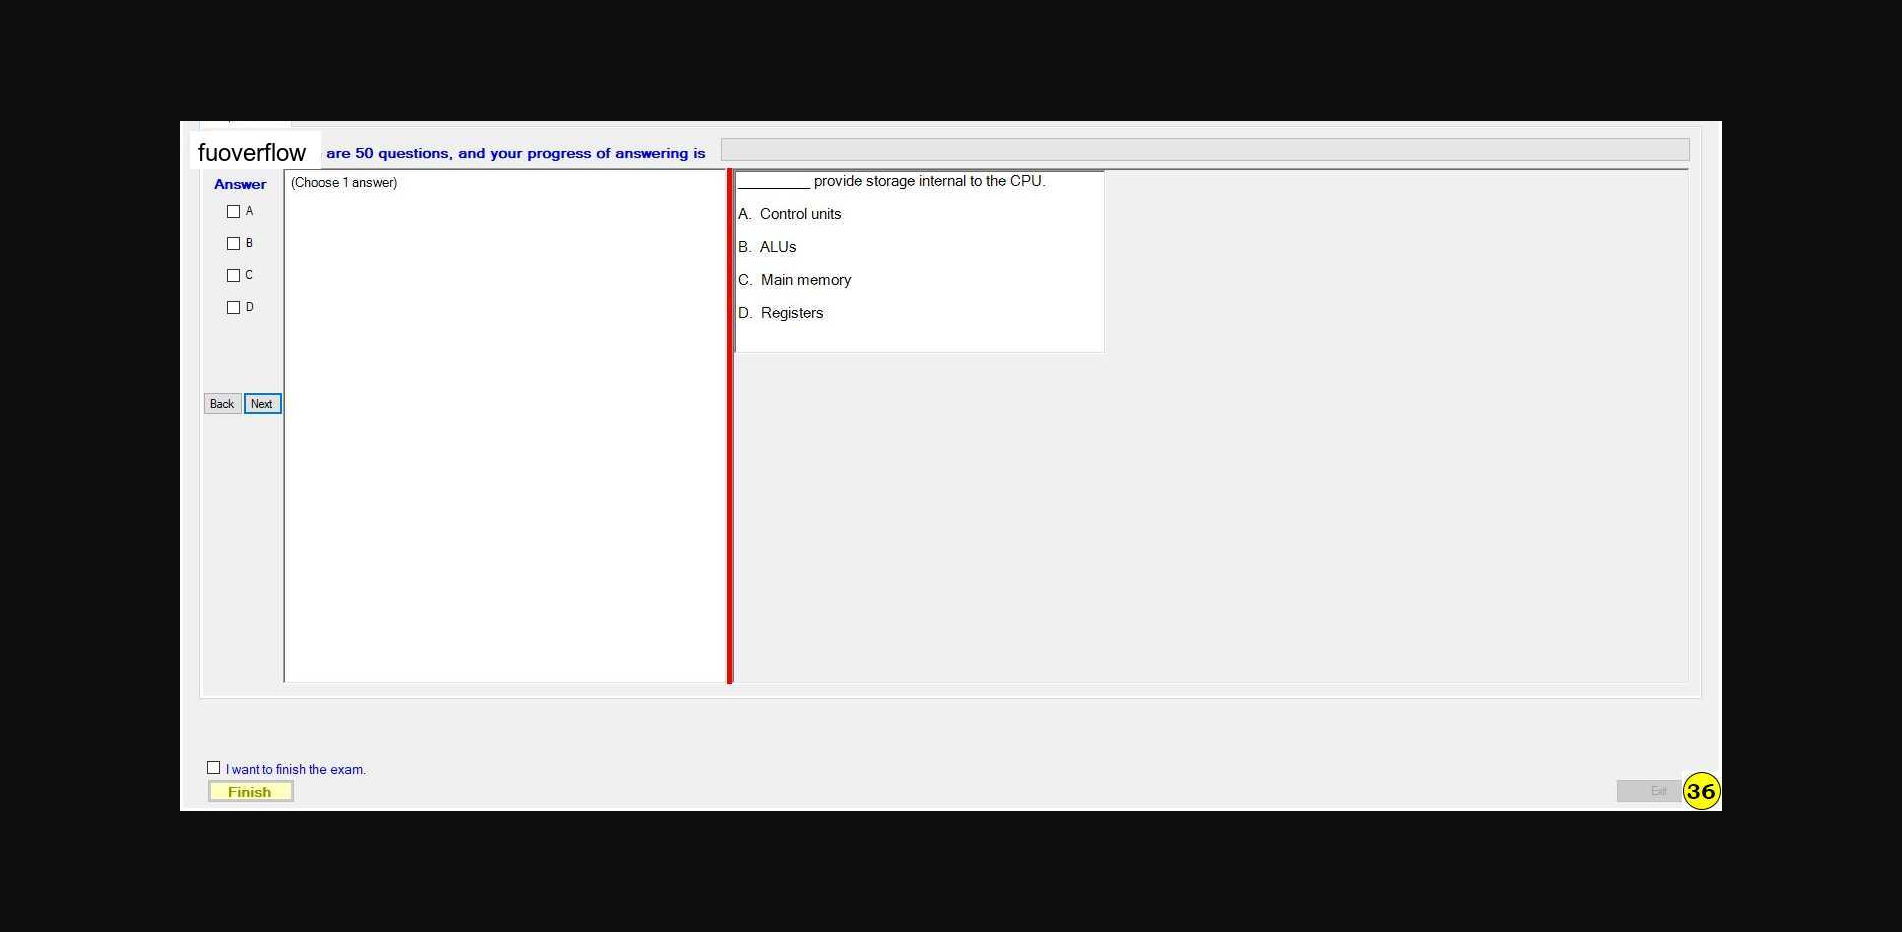 fuoverflow are 50 questions, and your progress of answering is
Answer
A
B
C
D
Back Next
(Choose 1 answer)
_________ provide storage internal to the CPU.
A. Control units
B. ALUs
C. Main memory
D. Registers
I want to finish the exam.
Finish
Exit
36